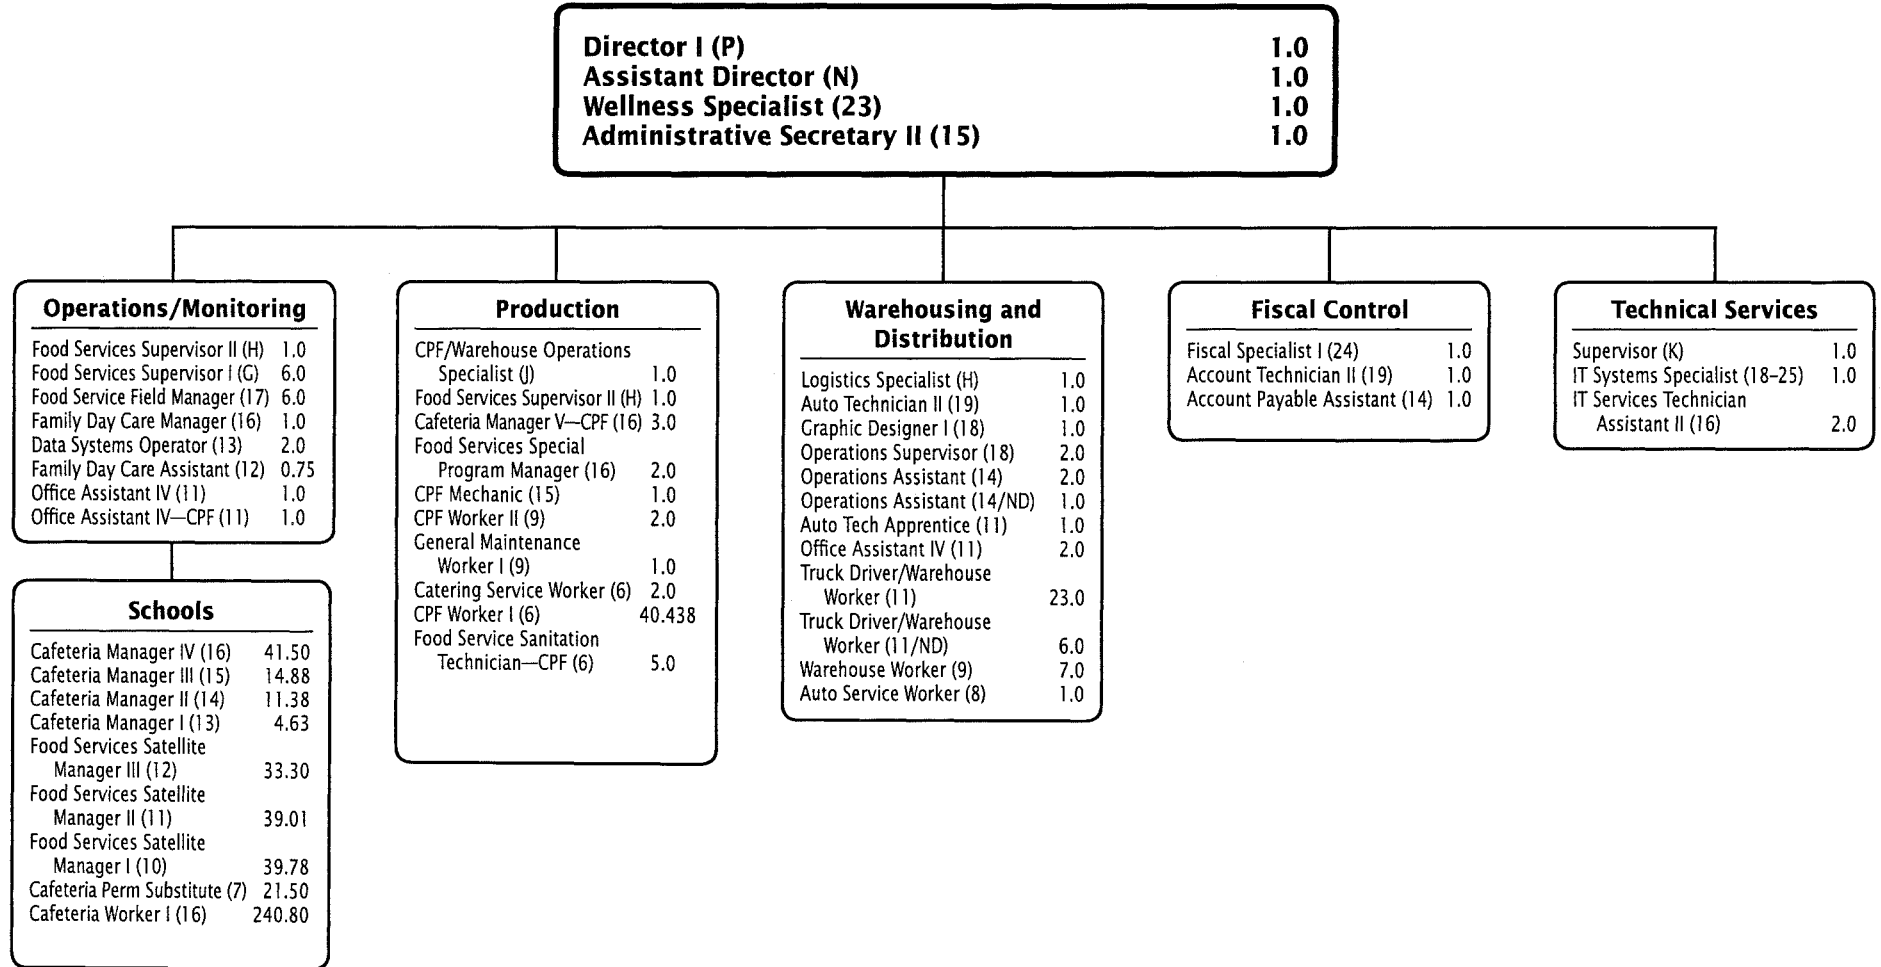 Director I (P) 1.0
Assistant Director (N) 1.0
Wellness Specialist (23) 1.0
Administrative Secretary II (15) 1.0
Operations/Monitoring
Food Services Supervisor II (H) 1.0
Food Services Supervisor I (G) 6.0
Food Service Field Manager (17) 6.0
Family Day Care Manager (16) 1.0
Data Systems Operator (13) 2.0
Family Day Care Assistant (12) 0.75
Office Assistant IV (11) 1.0
Office Assistant IV—CPF (11) 1.0
Schools
Cafeteria Manager IV (16) 41.50
Cafeteria Manager III (15) 14.88
Cafeteria Manager II (14) 11.38
Cafeteria Manager I (13) 4.63
Food Services Satellite
Manager III (12) 33.30
Food Services Satellite
Manager II (11) 39.01
Food Services Satellite
Manager I (10) 39.78
Cafeteria Perm Substitute (7) 21.50
Cafeteria Worker I (16) 240.80
Production
CPF/Warehouse Operations
Specialist (J) 1.0
Food Services Supervisor II (H) 1.0
Cafeteria Manager V—CPF (16) 3.0
Food Services Special
Program Manager (16) 2.0
CPF Mechanic (15) 1.0
CPF Worker II (9) 2.0
General Maintenance
Worker I (9) 1.0
Catering Service Worker (6) 2.0
CPF Worker I (6) 40.438
Food Service Sanitation
Technician—CPF (6) 5.0
Warehousing and
Distribution
Logistics Specialist (H) 1.0
Auto Technician II (19) 1.0
Graphic Designer I (18) 1.0
Operations Supervisor (18) 2.0
Operations Assistant (14) 2.0
Operations Assistant (14/ND) 1.0
Auto Tech Apprentice (11) 1.0
Office Assistant IV (11) 2.0
Truck Driver/Warehouse
Worker (11) 23.0
Truck Driver/Warehouse
Worker (11/ND) 6.0
Warehouse Worker (9) 7.0
Auto Service Worker (8) 1.0
Fiscal Control
Fiscal Specialist I (24) 1.0
Account Technician II (19) 1.0
Account Payable Assistant (14) 1.0
Technical Services
Supervisor (K) 1.0
IT Systems Specialist (18–25) 1.0
IT Services Technician
Assistant II (16) 2.0